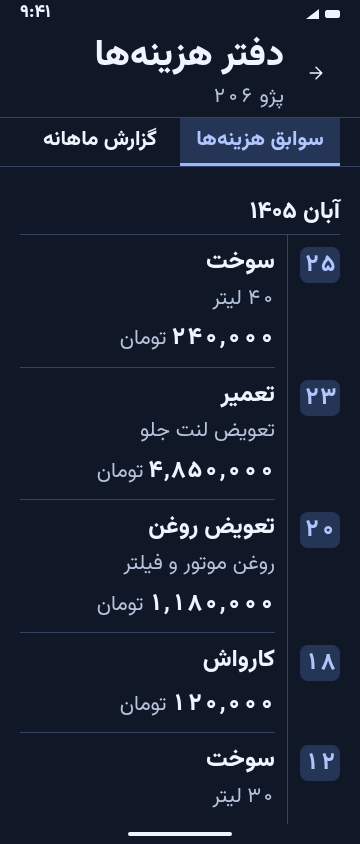 ۹:۴۱
دفتر هزینه‌ها
پژو ۲۰۶
سوابق هزینه‌ها
گزارش ماهانه
آبان ۱۴۰۵
۲۵
سوخت
۴۰ لیتر
۲۴۰,۰۰۰ تومان
۲۳
تعمیر
تعویض لنت جلو
۴,۸۵۰,۰۰۰ تومان
۲۰
تعویض روغن
روغن موتور و فیلتر
۱,۱۸۰,۰۰۰ تومان
۱۸
کارواش
۱۲۰,۰۰۰ تومان
۱۲
سوخت
۳۰ لیتر